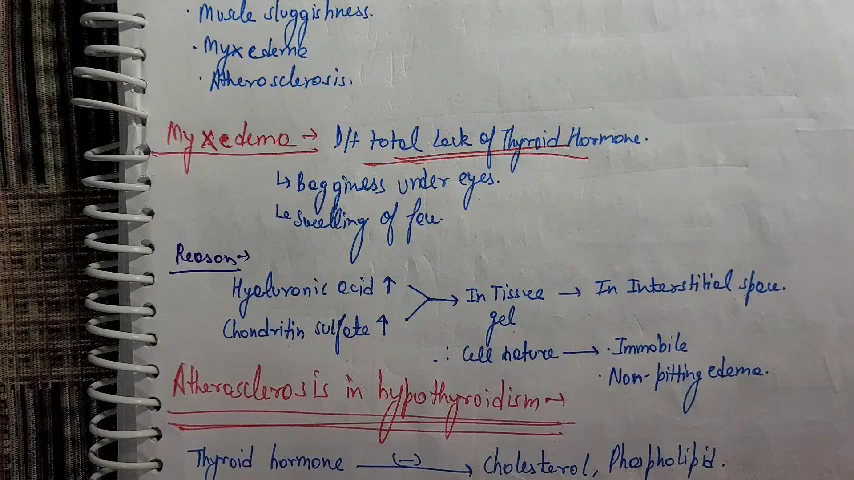 · Muscle sluggishness.
· Myxedema
· Atherosclerosis.
Myxedema → D/t total Lack of Thyroid Hormone.
↳ Bagginess under eyes.
↳ swelling of face.
Reason →
Hyaluronic acid ↑ → In Tissue gel → In Interstitial space.
Chondritin sulfate ↑
∴ Cell nature → · Immobile
· Non-pitting edema.
Atherosclerosis in hypothyroidism →
Thyroid hormone —(-)→ Cholesterol, Phospholipid.